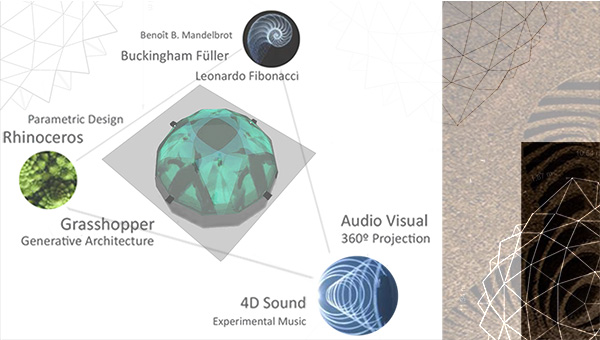 Benoît B. Mandelbrot
Buckingham Füller
Leonardo Fibonacci
Parametric Design
Rhinoceros
Grasshopper
Generative Architecture
Audio Visual
360º Projection
4D Sound
Experimental Music